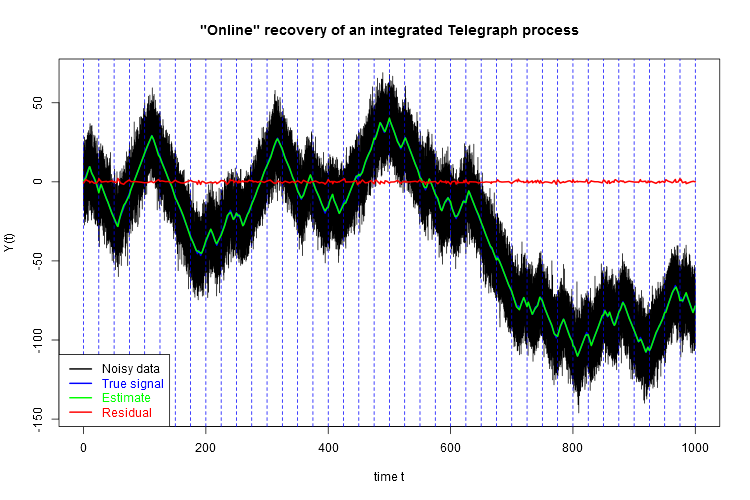 "Online" recovery of an integrated Telegraph process
Y(t)
50
0
-50
-100
-150
Noisy data
True signal
Estimate
Residual
0 200 400 600 800 1000
time t